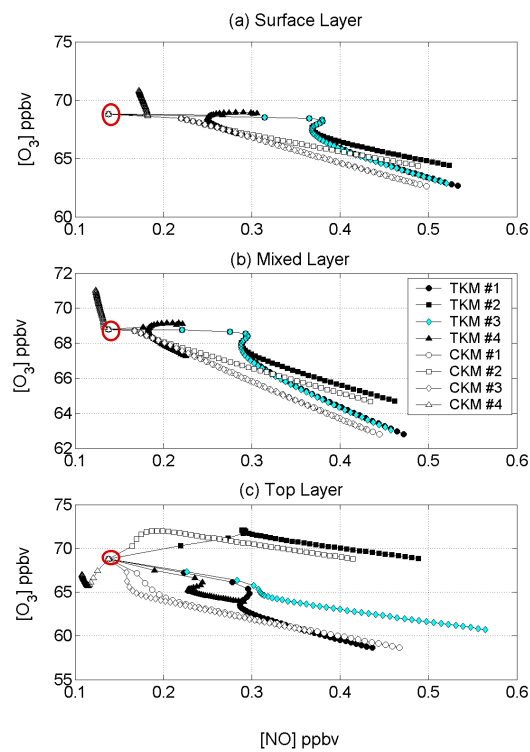 (a) Surface Layer
75
70
65
60
[O3] ppbv
0.1 0.2 0.3 0.4 0.5 0.6
(b) Mixed Layer
72
70
68
66
64
62
[O3] ppbv
0.1 0.2 0.3 0.4 0.5 0.6
TKM #1
TKM #2
TKM #3
TKM #4
CKM #1
CKM #2
CKM #3
CKM #4
(c) Top Layer
75
70
65
60
55
[O3] ppbv
0.1 0.2 0.3 0.4 0.5 0.6
[NO] ppbv